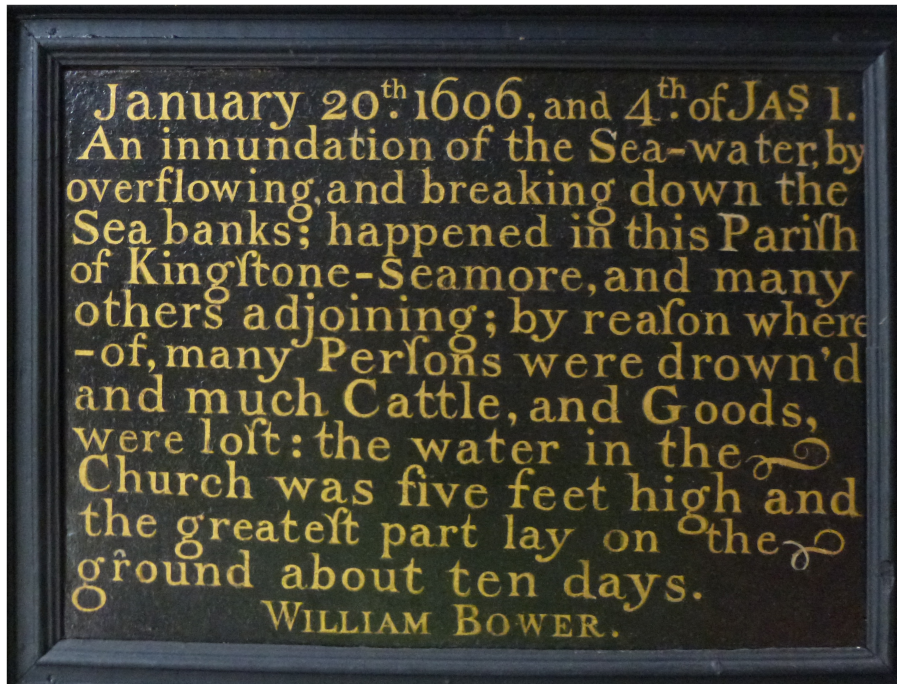 January 20th. 1606, and 4th. of JAS. I.
An innundation of the Sea-water, by
overflowing, and breaking down the
Sea banks; happened in this Pariſh
of Kingſtone-Seamore, and many
others adjoining; by reaſon where
-of, many Perſons were drown'd
and much Cattle, and Goods,
were loſt: the water in the
Church was five feet high and
the greateſt part lay on the
ground about ten days.
WILLIAM BOWER.